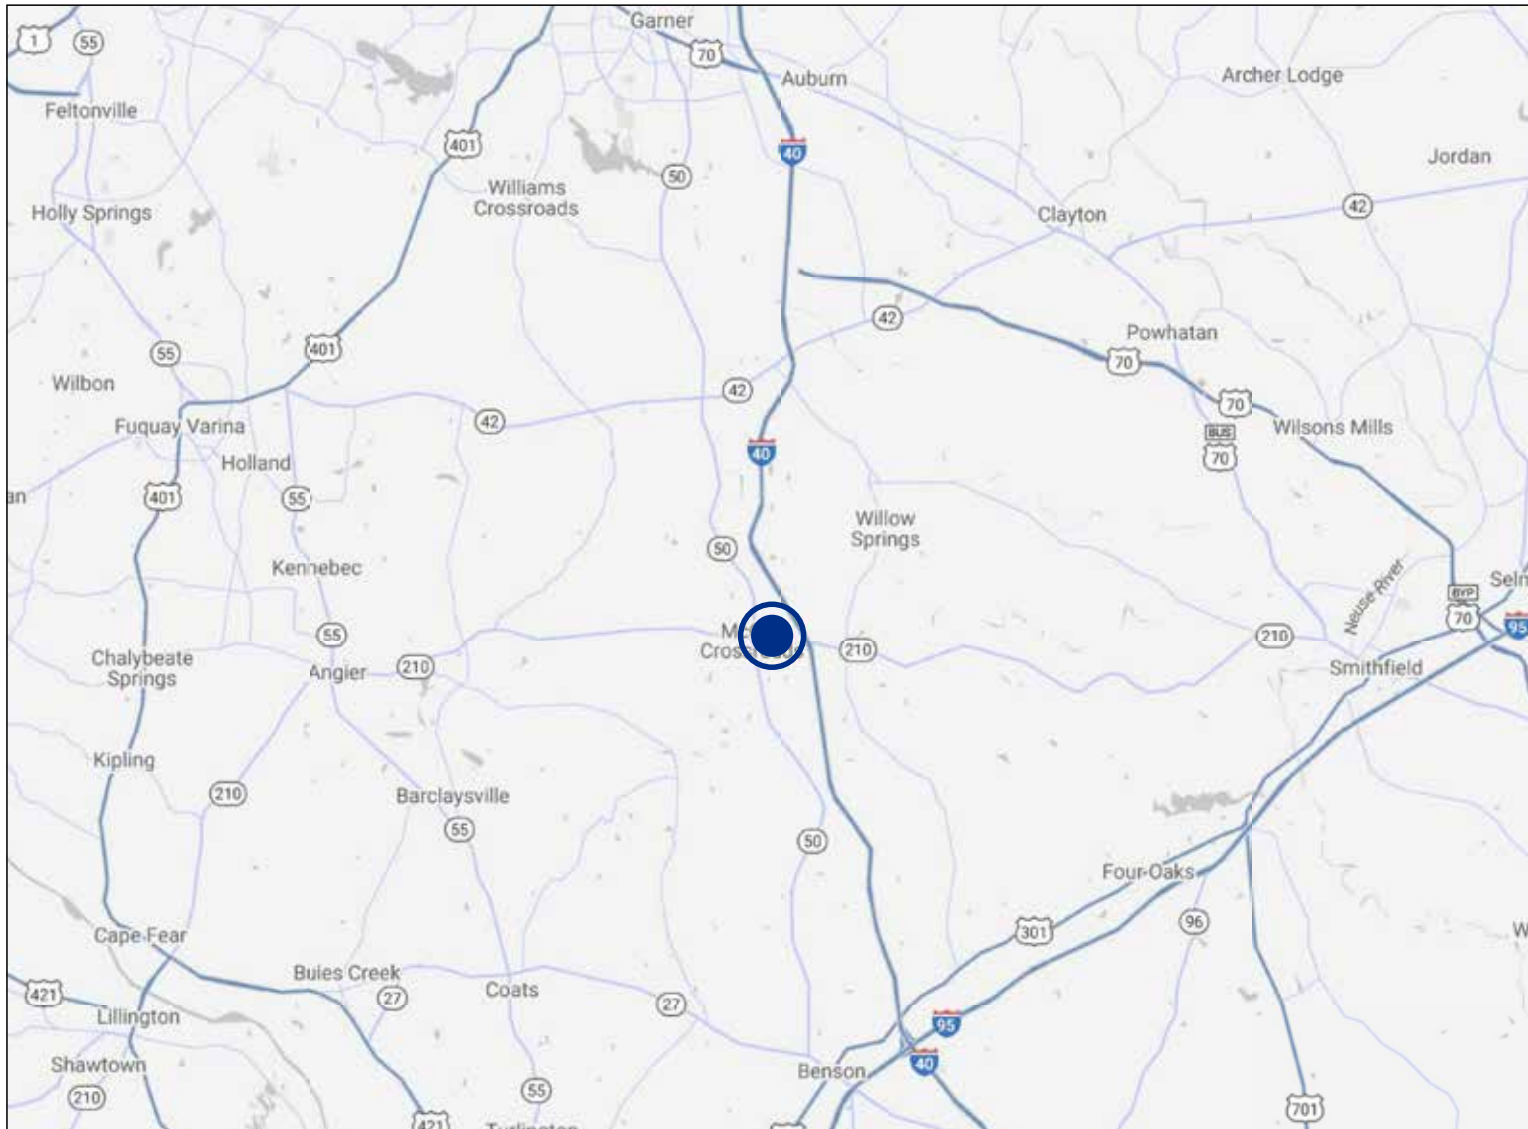 Garner
1
55
70
Auburn
Archer Lodge
Feltonville
401
40
Jordan
50
Williams
Crossroads
Holly Springs
42
Clayton
42
Powhatan
401
55
70
Wilbon
42
70
42
Fuquay Varina
BUS
70
Wilsons Mills
Holland
40
401
55
Willow
Springs
50
Kennebec
Neuse River
BYP
70
95
55
210
210
Chalybeate
Springs
Angier
210
Smithfield
Kipling
210
Barclaysville
55
50
Four Oaks
96
301
Cape Fear
Buies Creek
27
Coats
27
421
Lillington
95
40
Shawtown
210
Benson
55
701
421